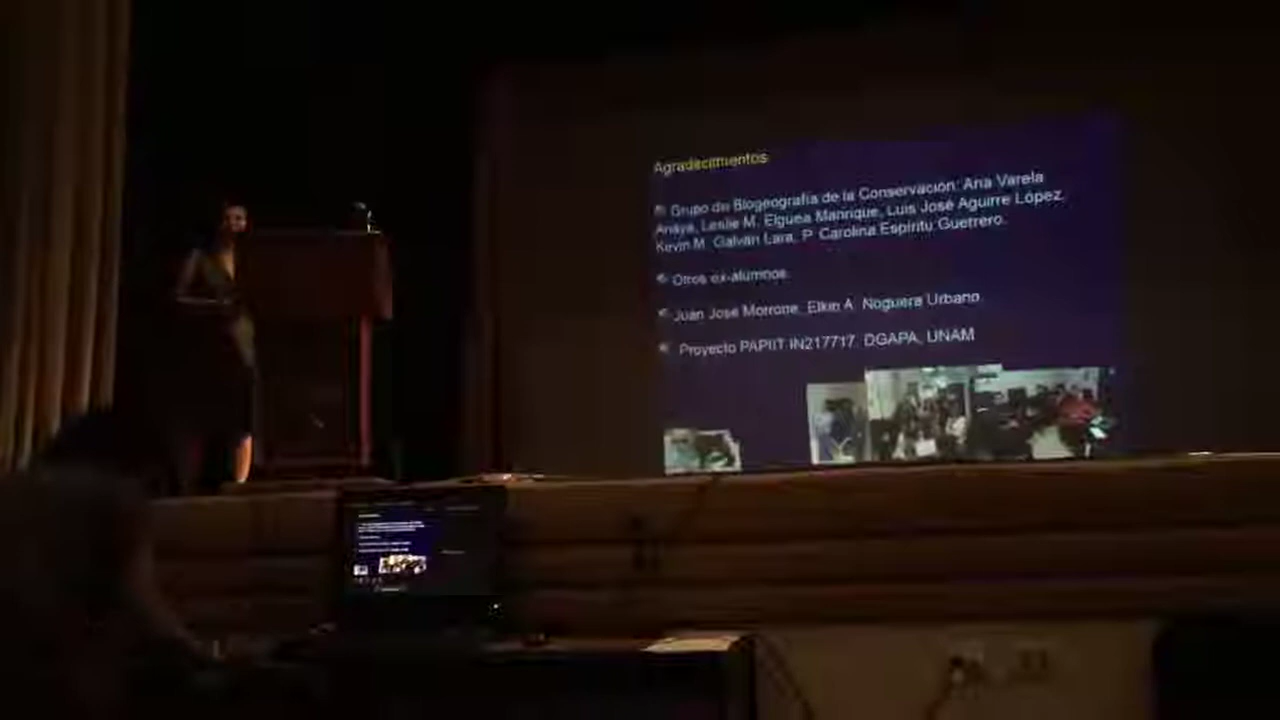 Agradecimientos
Grupo de Biogeografía de la Conservación: Ana Varela
Anaya, Leslie M. Elguea Manrique, Luis José Aguirre López,
Kevin M. Galván Lara, P. Carolina Espíritu Guerrero.
Otros ex-alumnos.
Juan José Morrone, Elkin A. Noguera Urbano.
Proyecto PAPIIT IN217717, DGAPA, UNAM